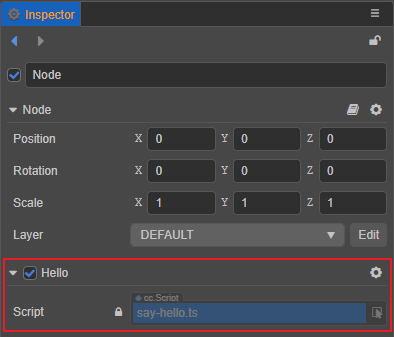 Inspector
Node
Node
Position X 0 Y 0 Z 0
Rotation X 0 Y 0 Z 0
Scale X 1 Y 1 Z 1
Layer DEFAULT Edit
Hello
cc.Script
Script say-hello.ts